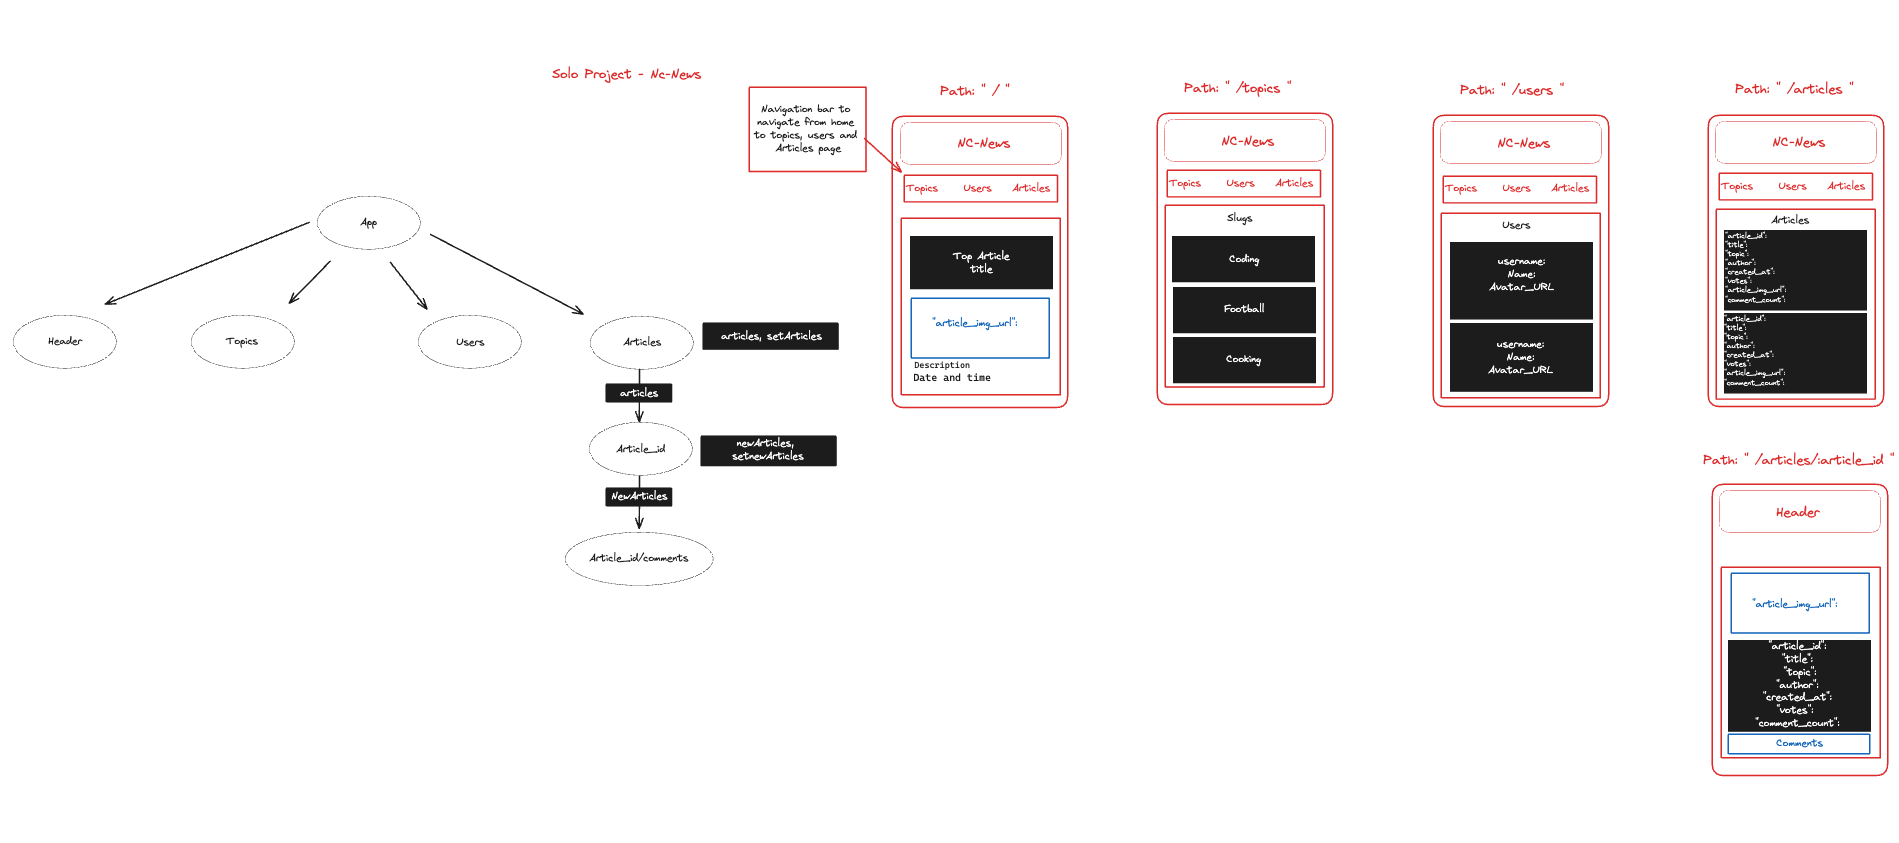 Solo Project - Nc-News
Navigation bar to
navigate from home
to topics, users and
Articles page
App
Header
Topics
Users
Articles
articles, setArticles
articles
Article_id
newArticles,
setnewArticles
NewArticles
Article_id/comments
Path: " / "
NC-News
Topics Users Articles
Top Article
title
"article_img_url":
Description
Date and time
Path: " /topics "
NC-News
Topics Users Articles
Slugs
Coding
Football
Cooking
Path: " /users "
NC-News
Topics Users Articles
Users
username:
Name:
Avatar_URL
username:
Name:
Avatar_URL
Path: " /articles "
NC-News
Topics Users Articles
Articles
"article_id":
"title":
"topic":
"author":
"created_at":
"votes":
"article_img_url":
"comment_count":
"article_id":
"title":
"topic":
"author":
"created_at":
"votes":
"article_img_url":
"comment_count":
Path: " /articles/:article_id "
Header
"article_img_url":
"article_id":
"title":
"topic":
"author":
"created_at":
"votes":
"comment_count":
Comments